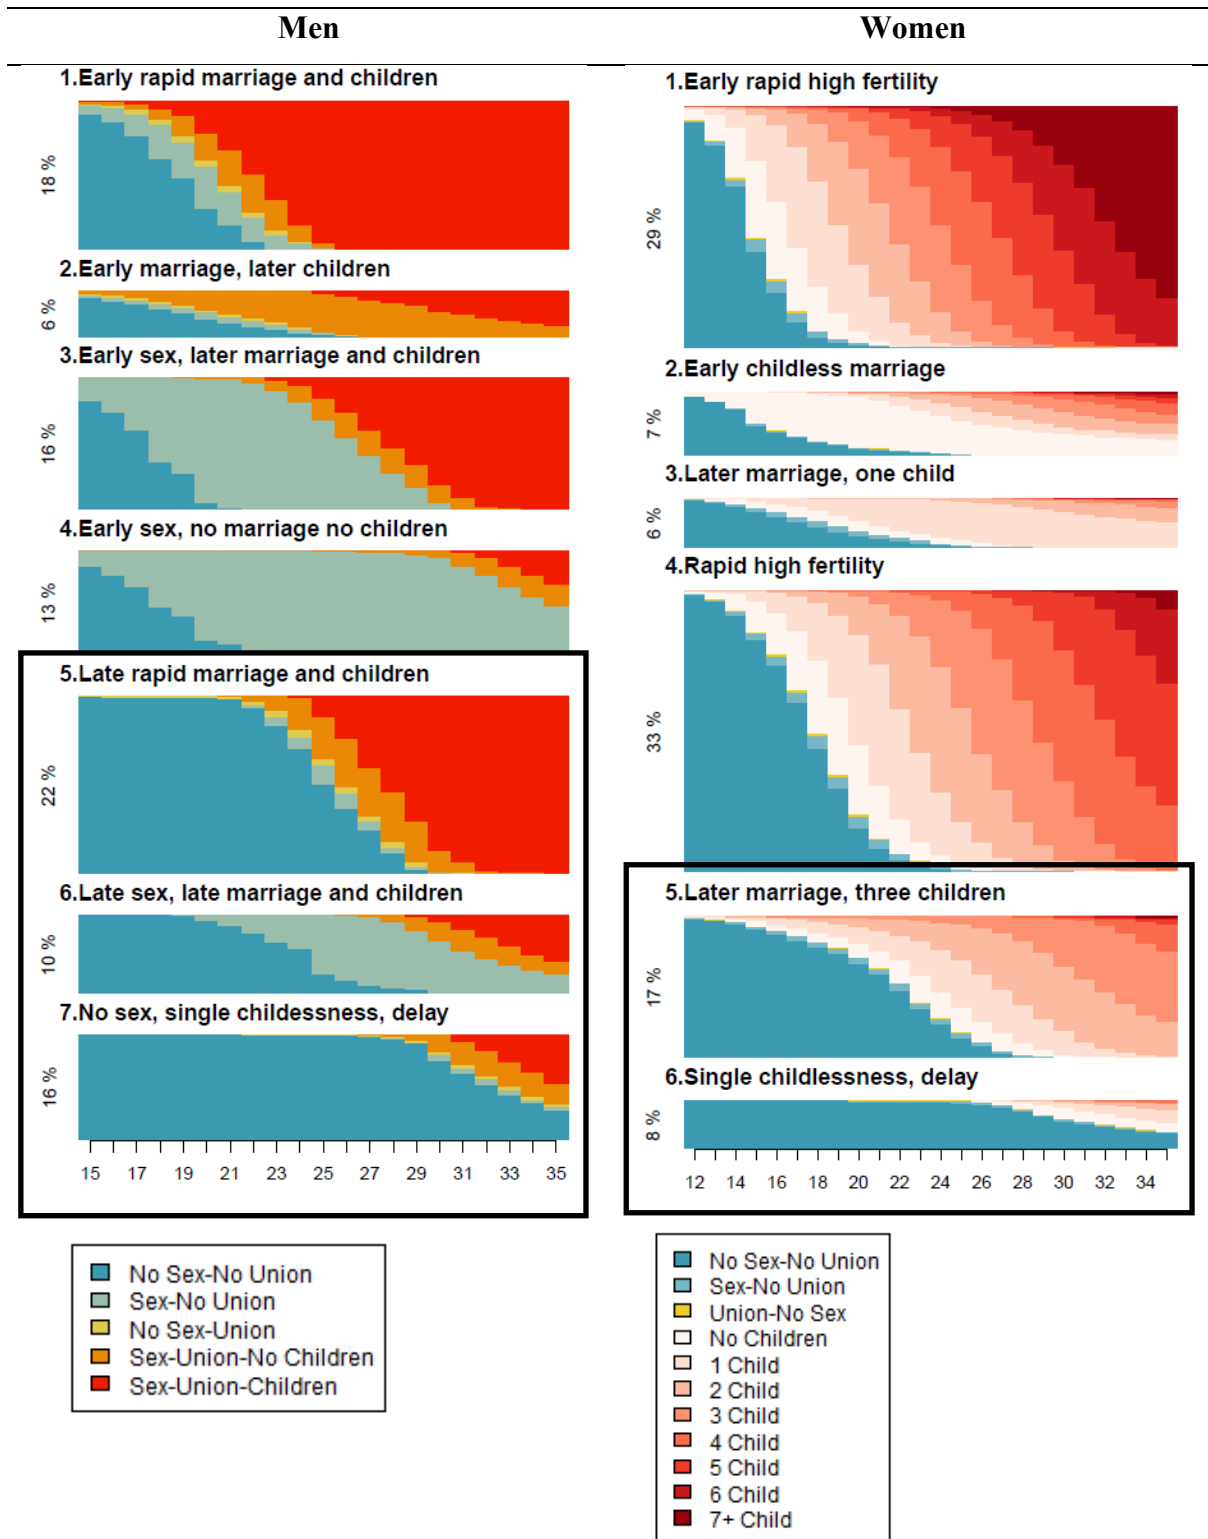 Men
Women
1.Early rapid marriage and children
18 %
2.Early marriage, later children
6 %
3.Early sex, later marriage and children
16 %
4.Early sex, no marriage no children
13 %
5.Late rapid marriage and children
22 %
6.Late sex, late marriage and children
10 %
7.No sex, single childessness, delay
16 %
15 17 19 21 23 25 27 29 31 33 35
No Sex-No Union
Sex-No Union
No Sex-Union
Sex-Union-No Children
Sex-Union-Children
1.Early rapid high fertility
29 %
2.Early childless marriage
7 %
3.Later marriage, one child
6 %
4.Rapid high fertility
33 %
5.Later marriage, three children
17 %
6.Single childlessness, delay
8 %
12 14 16 18 20 22 24 26 28 30 32 34
No Sex-No Union
Sex-No Union
Union-No Sex
No Children
1 Child
2 Child
3 Child
4 Child
5 Child
6 Child
7+ Child